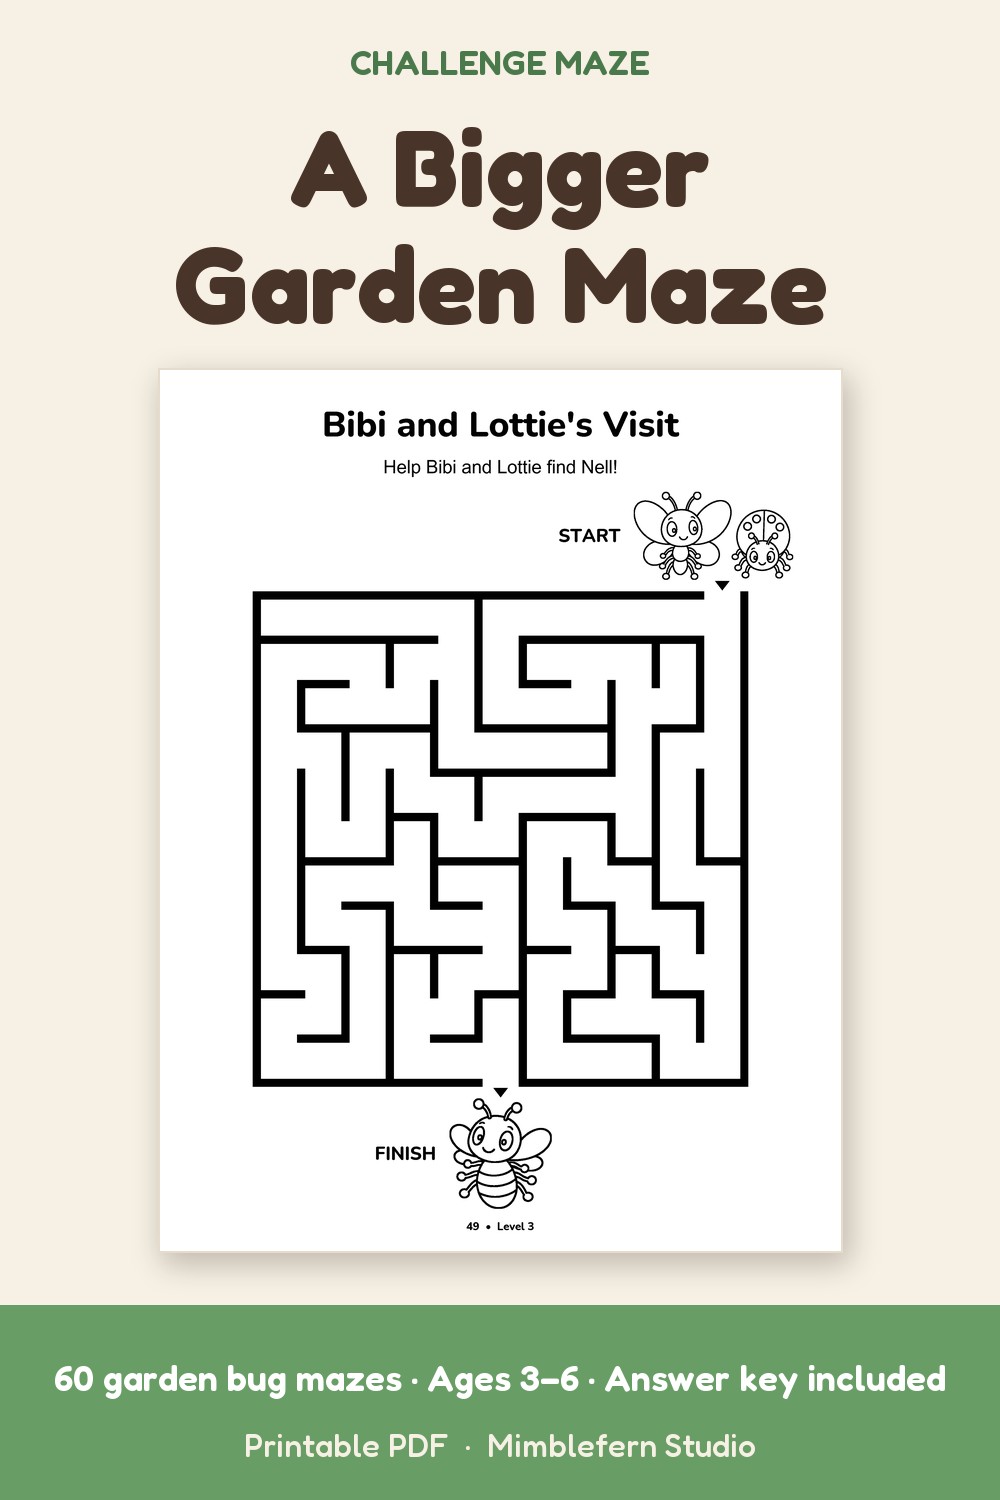 CHALLENGE MAZE
A Bigger
Garden Maze
Bibi and Lottie's Visit
Help Bibi and Lottie find Nell!
START
FINISH
49 • Level 3
60 garden bug mazes · Ages 3–6 · Answer key included
Printable PDF · Mimblefern Studio